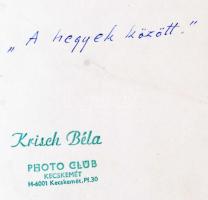 „A hegyek között."
Krisch Béla
PHOTO CLUB
KECSKEMÉT
H-6001 Kecskemét.Pf.30